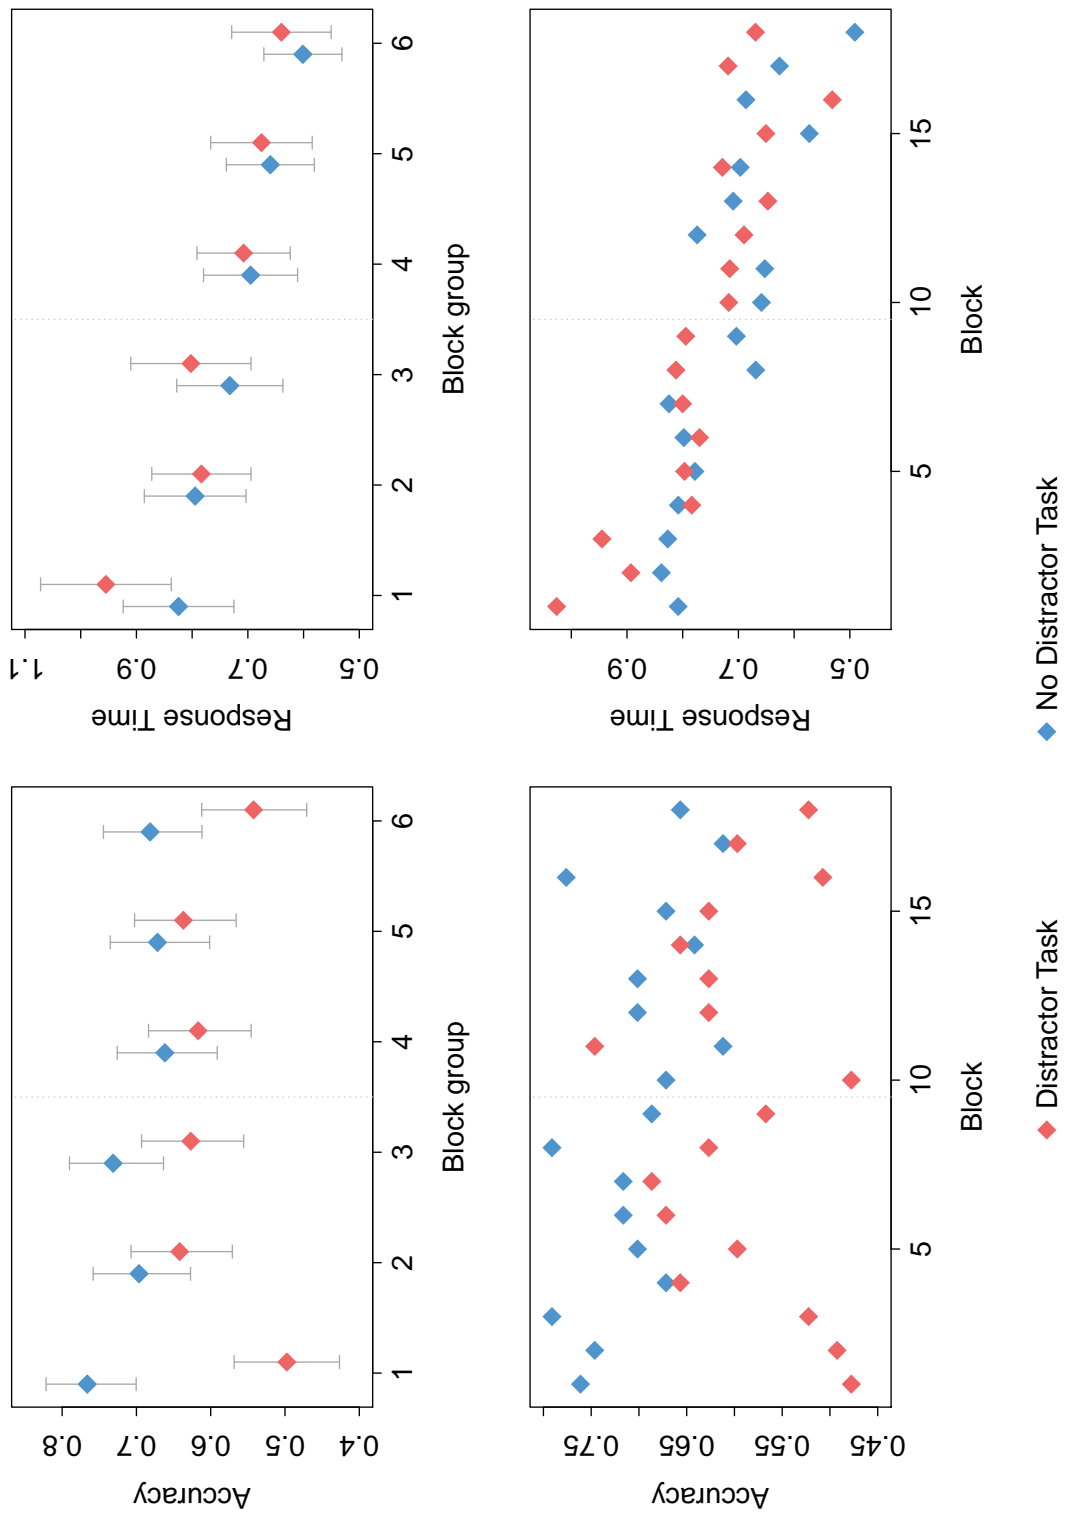 Accuracy
0.8
0.7
0.6
0.5
0.4
1 2 3 4 5 6
Block group
Response Time
1.1
0.9
0.7
0.5
1 2 3 4 5 6
Block group
Accuracy
0.75
0.65
0.55
0.45
5 10 15
Block
Response Time
0.9
0.7
0.5
5 10 15
Block
Distractor Task
No Distractor Task